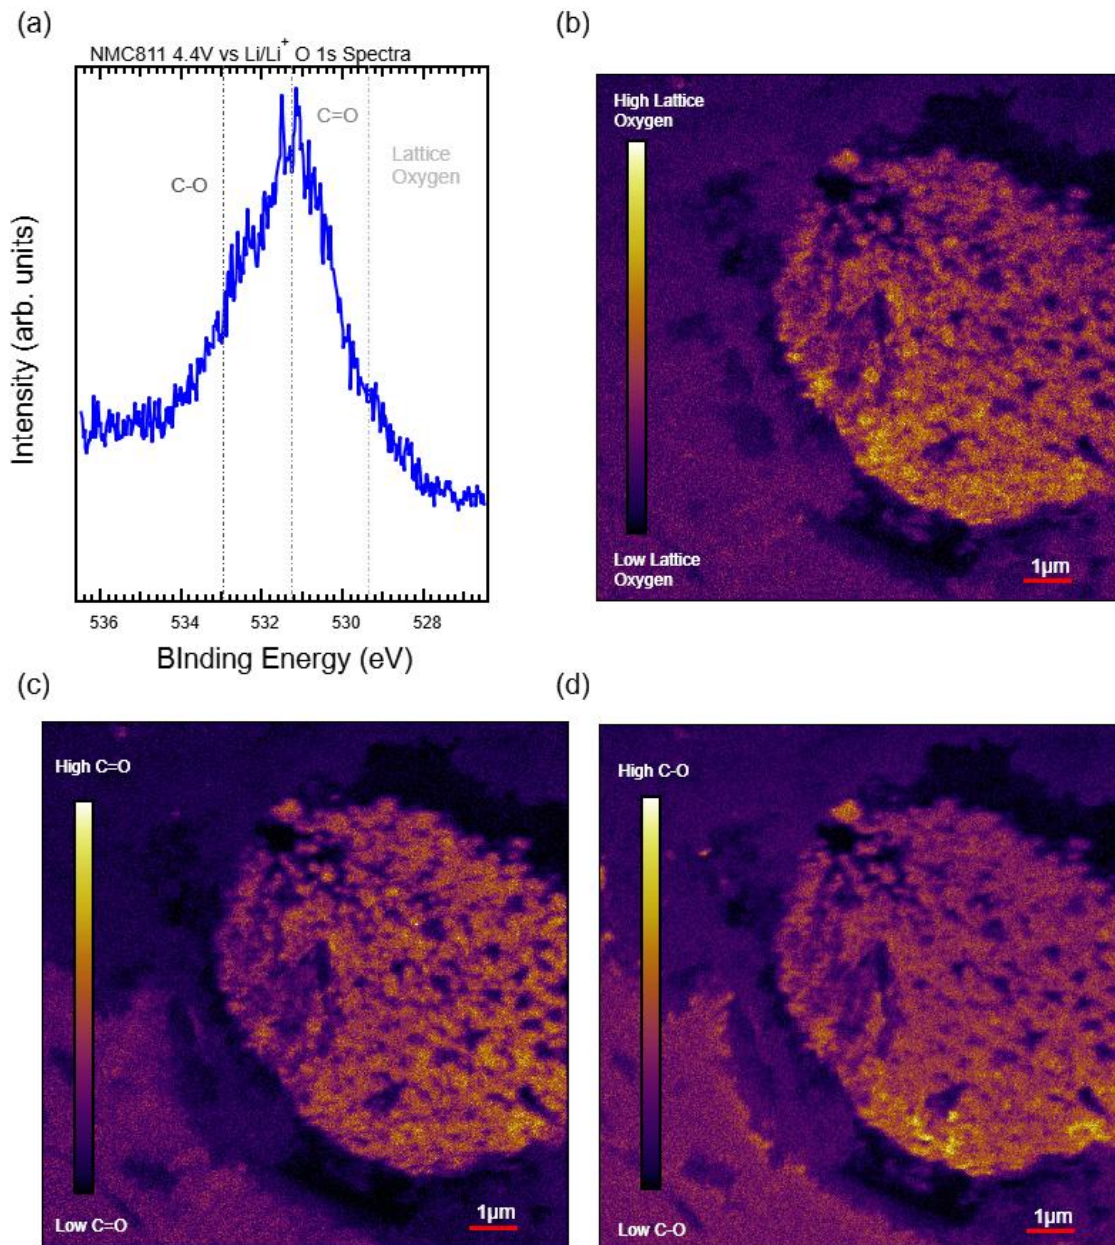 (a)
NMC811 4.4V vs Li/Li+ O 1s Spectra
C=O
Lattice
Oxygen
C-O
Intensity (arb. units)
536 534 532 530 528
BInding Energy (eV)
(b)
High Lattice
Oxygen
Low Lattice
Oxygen
1µm
(c)
High C=O
Low C=O
1µm
(d)
High C-O
Low C-O
1µm